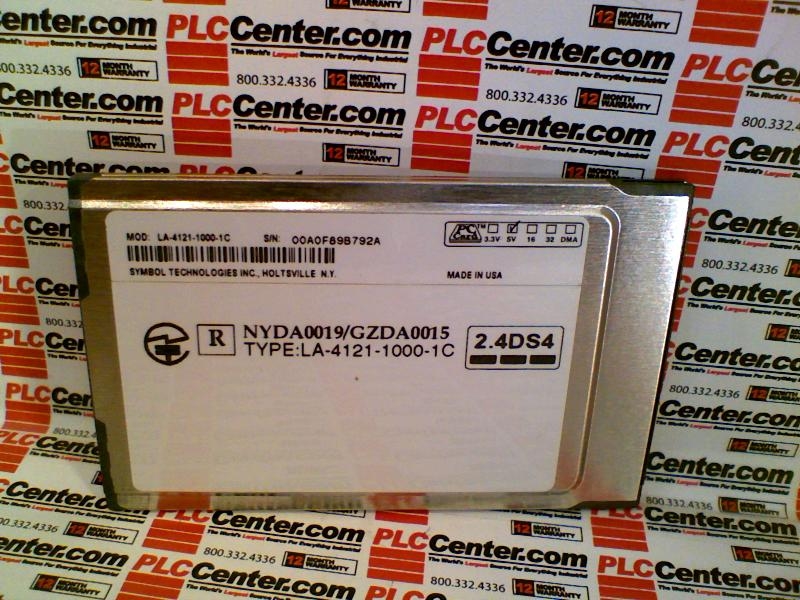 MOD: LA-4121-1000-1C S/N: 00A0F89B792A
PC Card™ 3.3V 5V 16 32 DMA
SYMBOL TECHNOLOGIES INC., HOLTSVILLE N.Y. MADE IN USA
R NYDA0019/GZDA0015
TYPE:LA-4121-1000-1C
2.4DS4
PLCCenter.com
The World's Largest Source For Everything Industrial
800.332.4336
12 MONTH WARRANTY